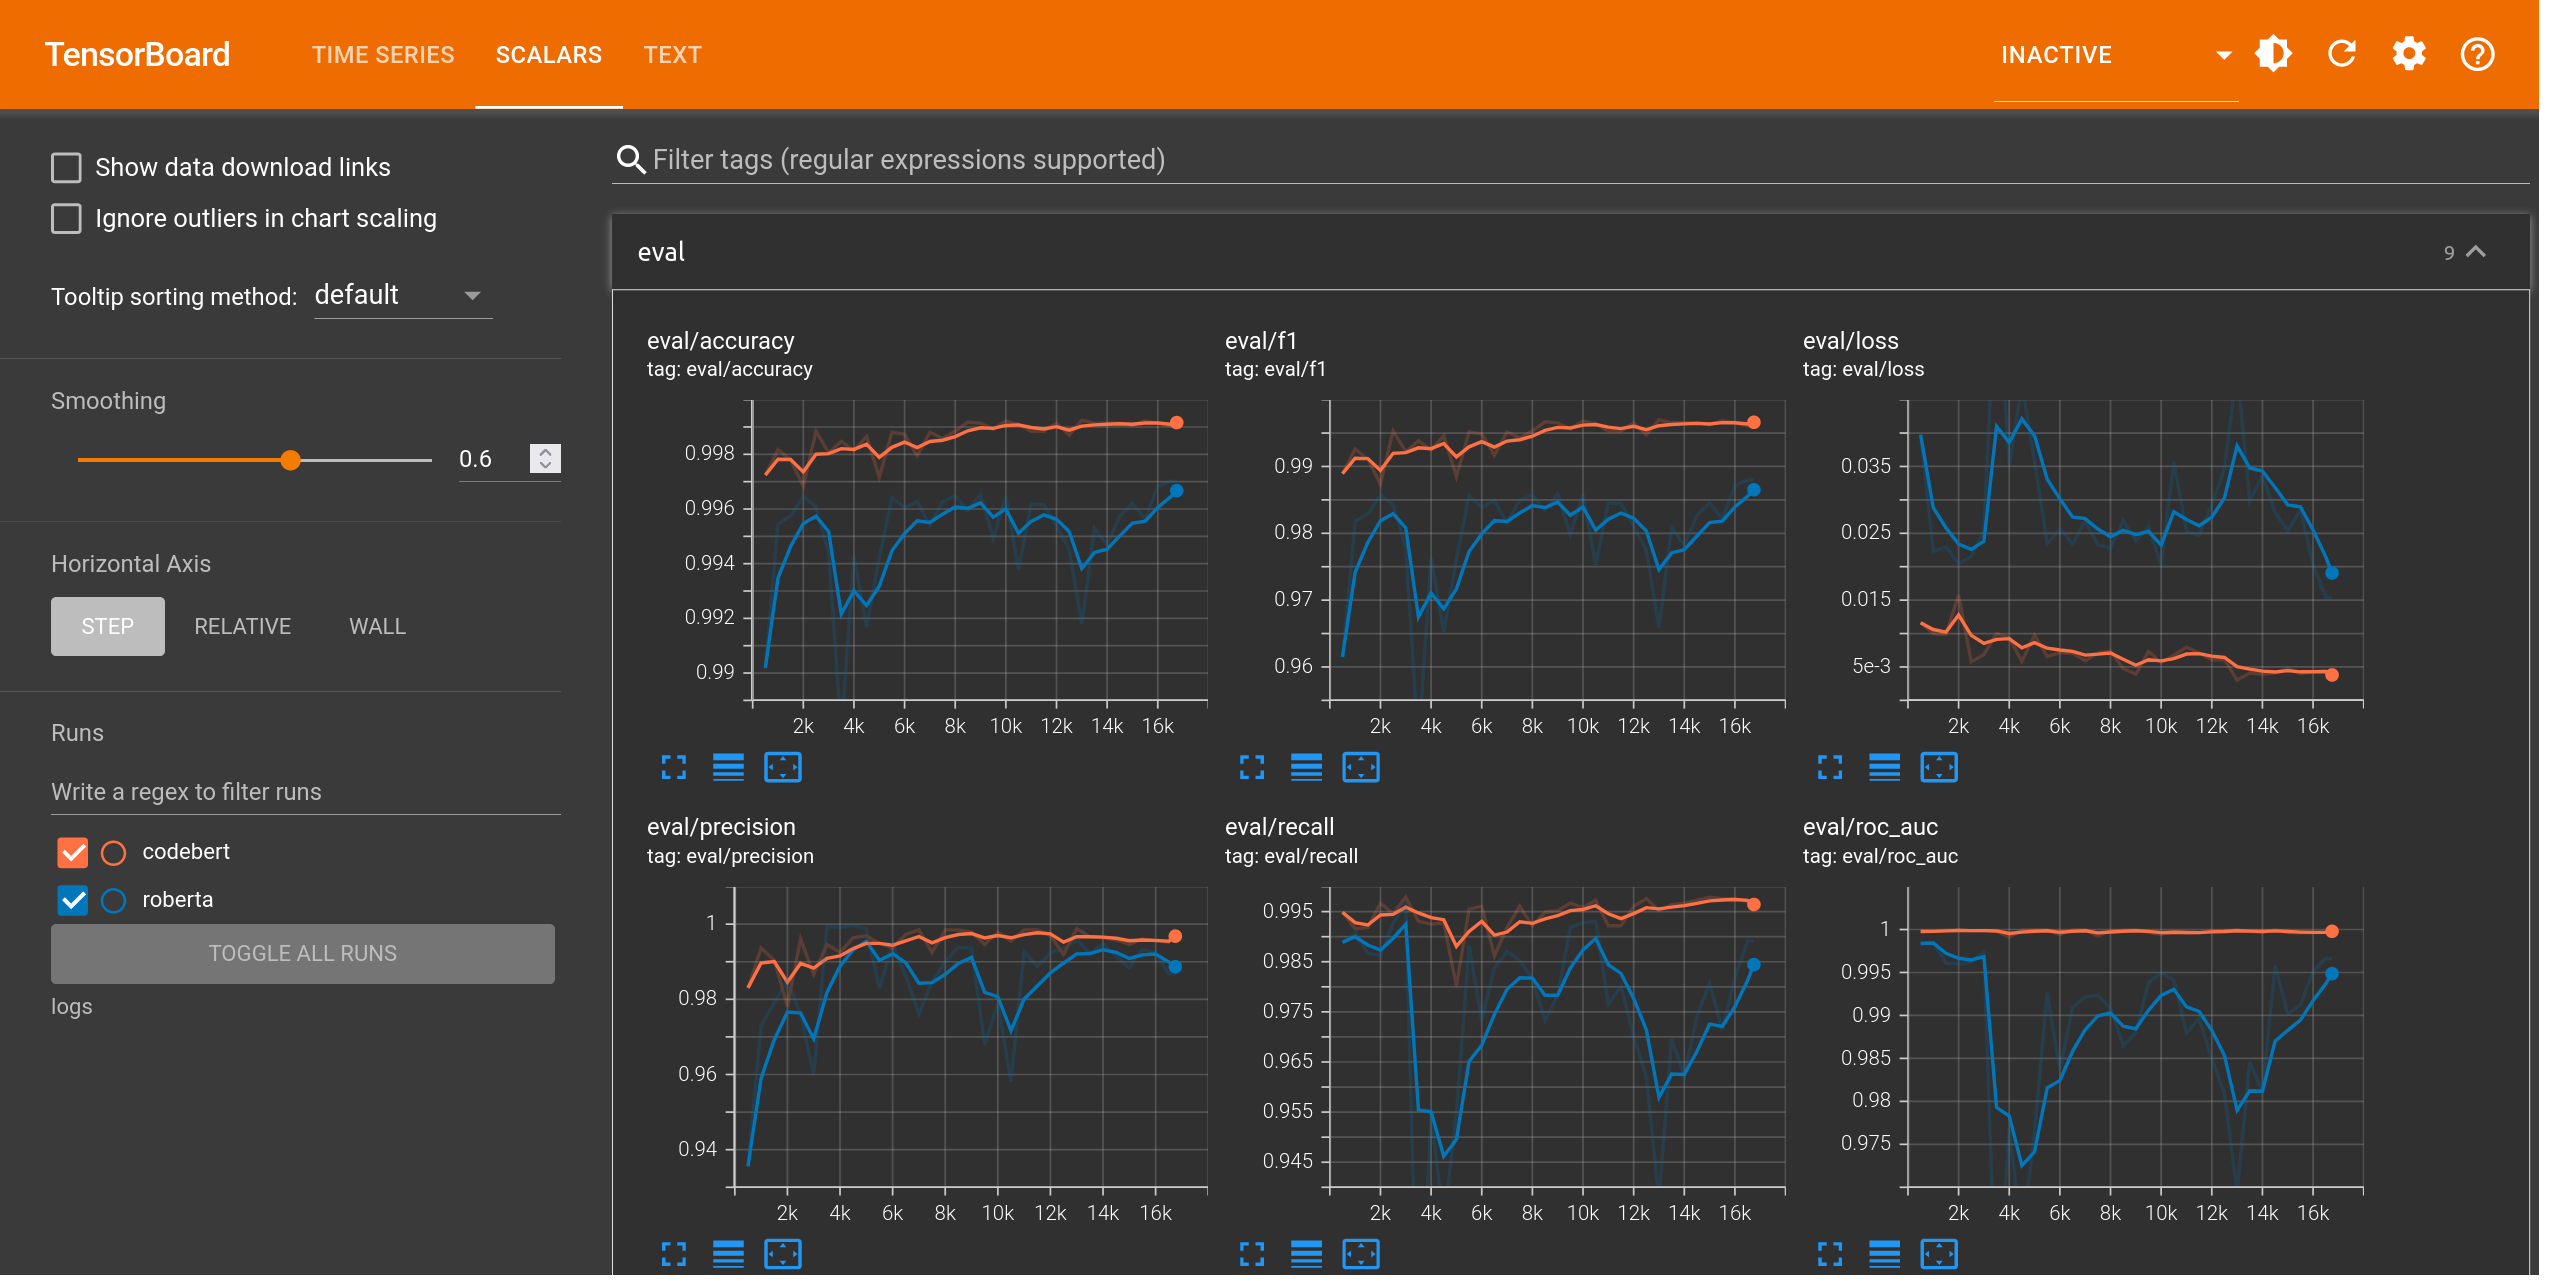 TensorBoard TIME SERIES SCALARS TEXT INACTIVE
Show data download links
Ignore outliers in chart scaling
Tooltip sorting method: default
Smoothing
0.6
Horizontal Axis
STEP RELATIVE WALL
Runs
Write a regex to filter runs
codebert
roberta
TOGGLE ALL RUNS
logs
Filter tags (regular expressions supported)
eval 9
eval/accuracy
tag: eval/accuracy
0.998
0.996
0.994
0.992
0.99
2k 4k 6k 8k 10k 12k 14k 16k
eval/f1
tag: eval/f1
0.99
0.98
0.97
0.96
2k 4k 6k 8k 10k 12k 14k 16k
eval/loss
tag: eval/loss
0.035
0.025
0.015
5e-3
2k 4k 6k 8k 10k 12k 14k 16k
eval/precision
tag: eval/precision
1
0.98
0.96
0.94
2k 4k 6k 8k 10k 12k 14k 16k
eval/recall
tag: eval/recall
0.995
0.985
0.975
0.965
0.955
0.945
2k 4k 6k 8k 10k 12k 14k 16k
eval/roc_auc
tag: eval/roc_auc
1
0.995
0.99
0.985
0.98
0.975
2k 4k 6k 8k 10k 12k 14k 16k